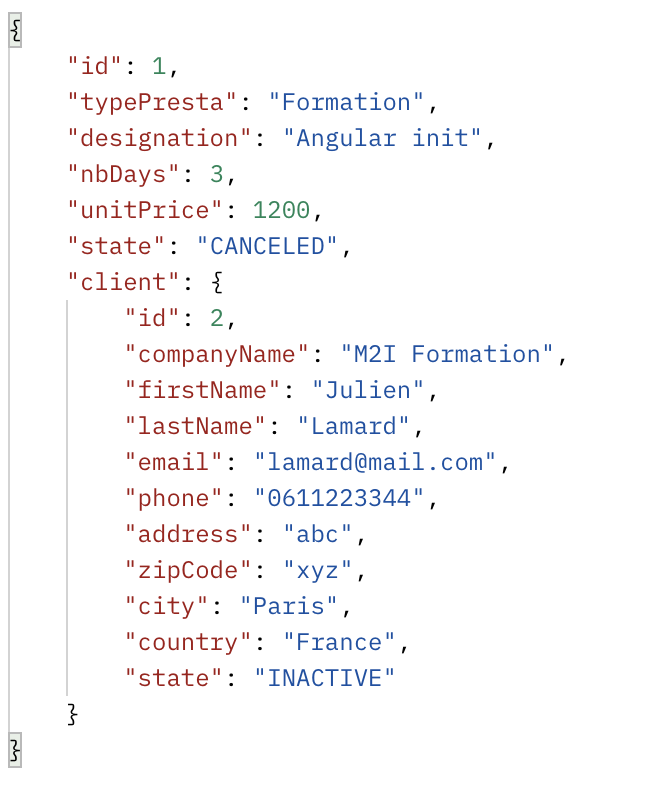 {
    "id": 1,
    "typePresta": "Formation",
    "designation": "Angular init",
    "nbDays": 3,
    "unitPrice": 1200,
    "state": "CANCELED",
    "client": {
        "id": 2,
        "companyName": "M2I Formation",
        "firstName": "Julien",
        "lastName": "Lamard",
        "email": "lamard@mail.com",
        "phone": "0611223344",
        "address": "abc",
        "zipCode": "xyz",
        "city": "Paris",
        "country": "France",
        "state": "INACTIVE"
    }
}